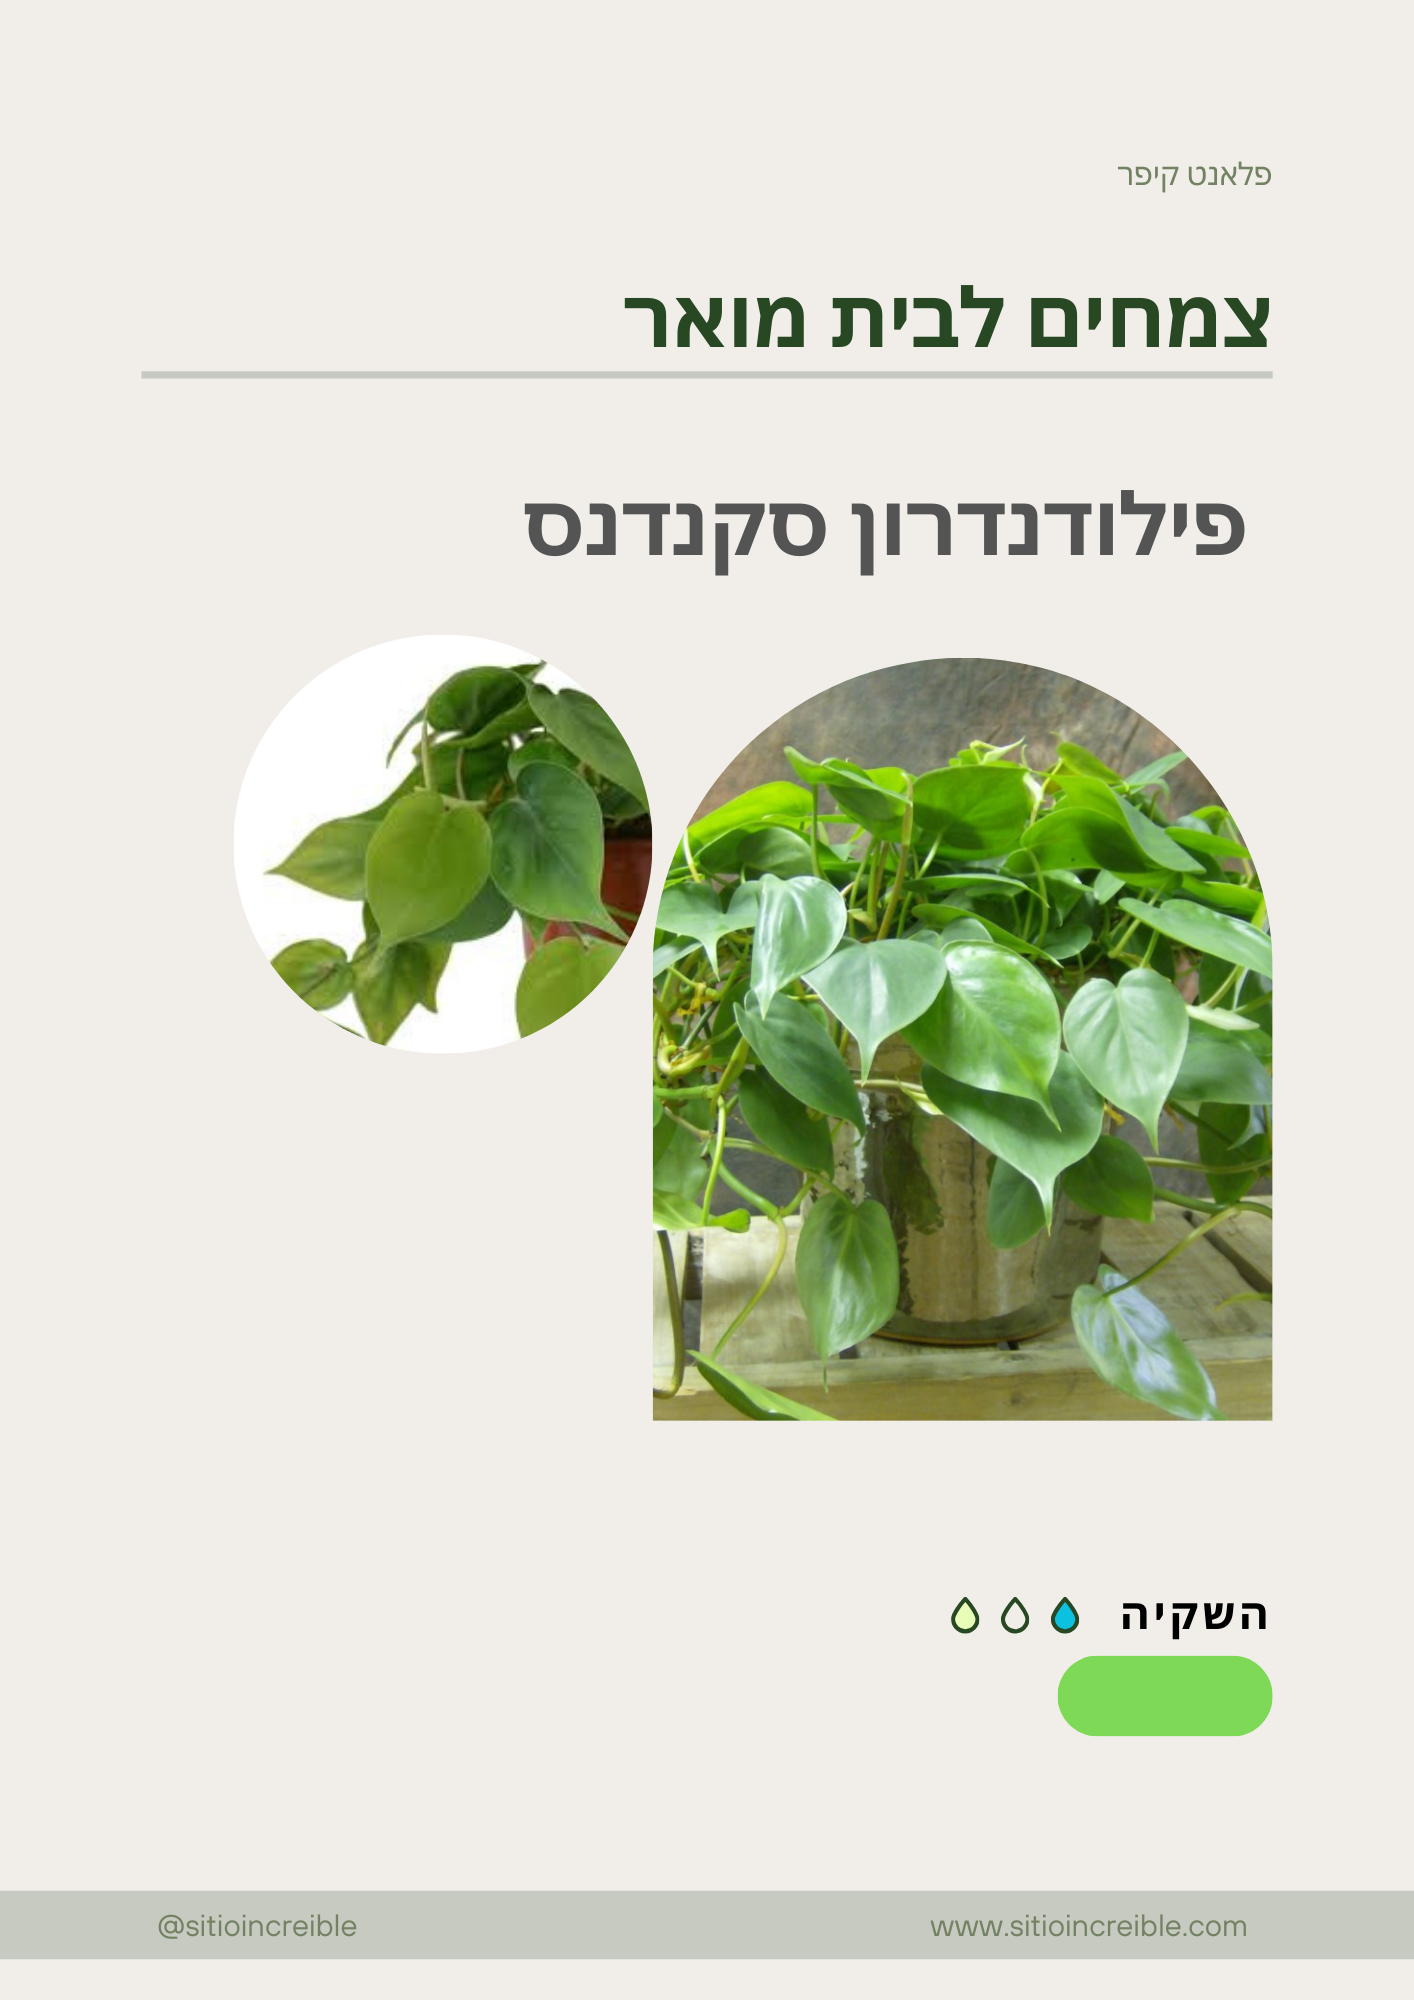 פלאנט קיפר
צמחים לבית מואר
פילודנדרון סקנדנס
השקיה
@sitioincreible
www.sitioincreible.com